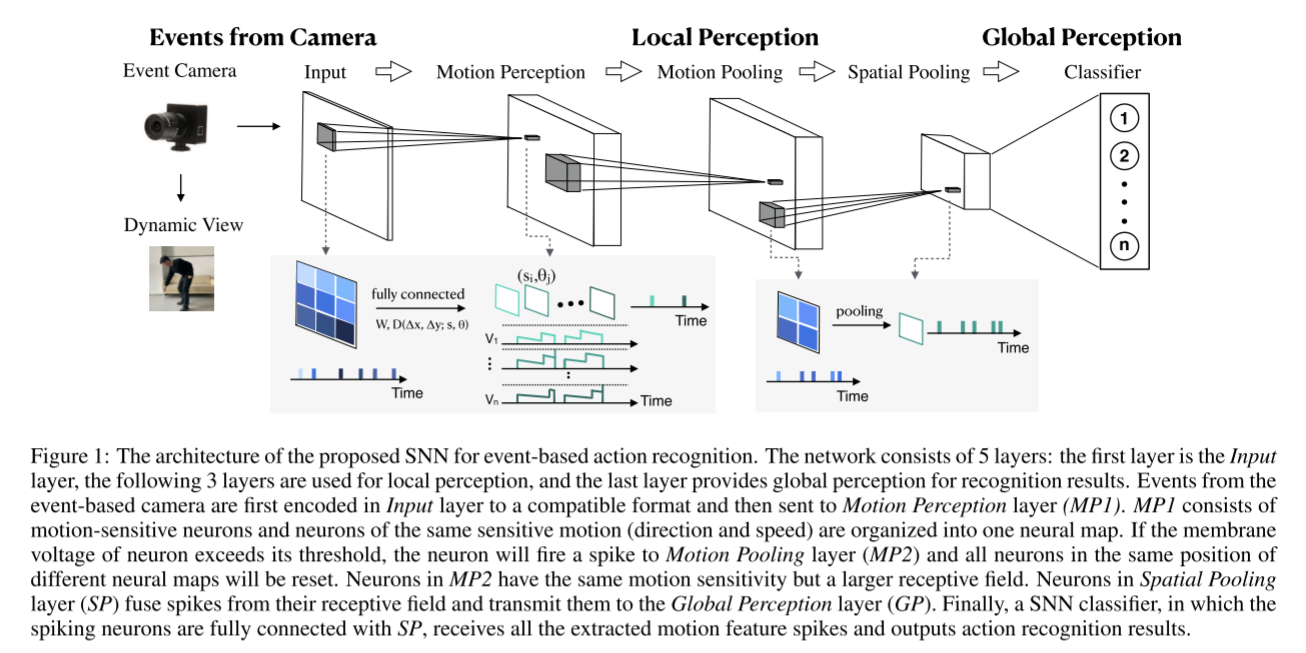 Events from Camera
Local Perception
Global Perception
Event Camera
Input
Motion Perception
Motion Pooling
Spatial Pooling
Classifier
1
2
n
Dynamic View
(sᵢ,θⱼ)
fully connected
W, D(Δx, Δy; s, θ)
Time
V₁
Vₙ
Time
Time
pooling
Time
Time
Figure 1: The architecture of the proposed SNN for event-based action recognition. The network consists of 5 layers: the first layer is the Input
layer, the following 3 layers are used for local perception, and the last layer provides global perception for recognition results. Events from the
event-based camera are first encoded in Input layer to a compatible format and then sent to Motion Perception layer (MP1). MP1 consists of
motion-sensitive neurons and neurons of the same sensitive motion (direction and speed) are organized into one neural map. If the membrane
voltage of neuron exceeds its threshold, the neuron will fire a spike to Motion Pooling layer (MP2) and all neurons in the same position of
different neural maps will be reset. Neurons in MP2 have the same motion sensitivity but a larger receptive field. Neurons in Spatial Pooling
layer (SP) fuse spikes from their receptive field and transmit them to the Global Perception layer (GP). Finally, a SNN classifier, in which the
spiking neurons are fully connected with SP, receives all the extracted motion feature spikes and outputs action recognition results.